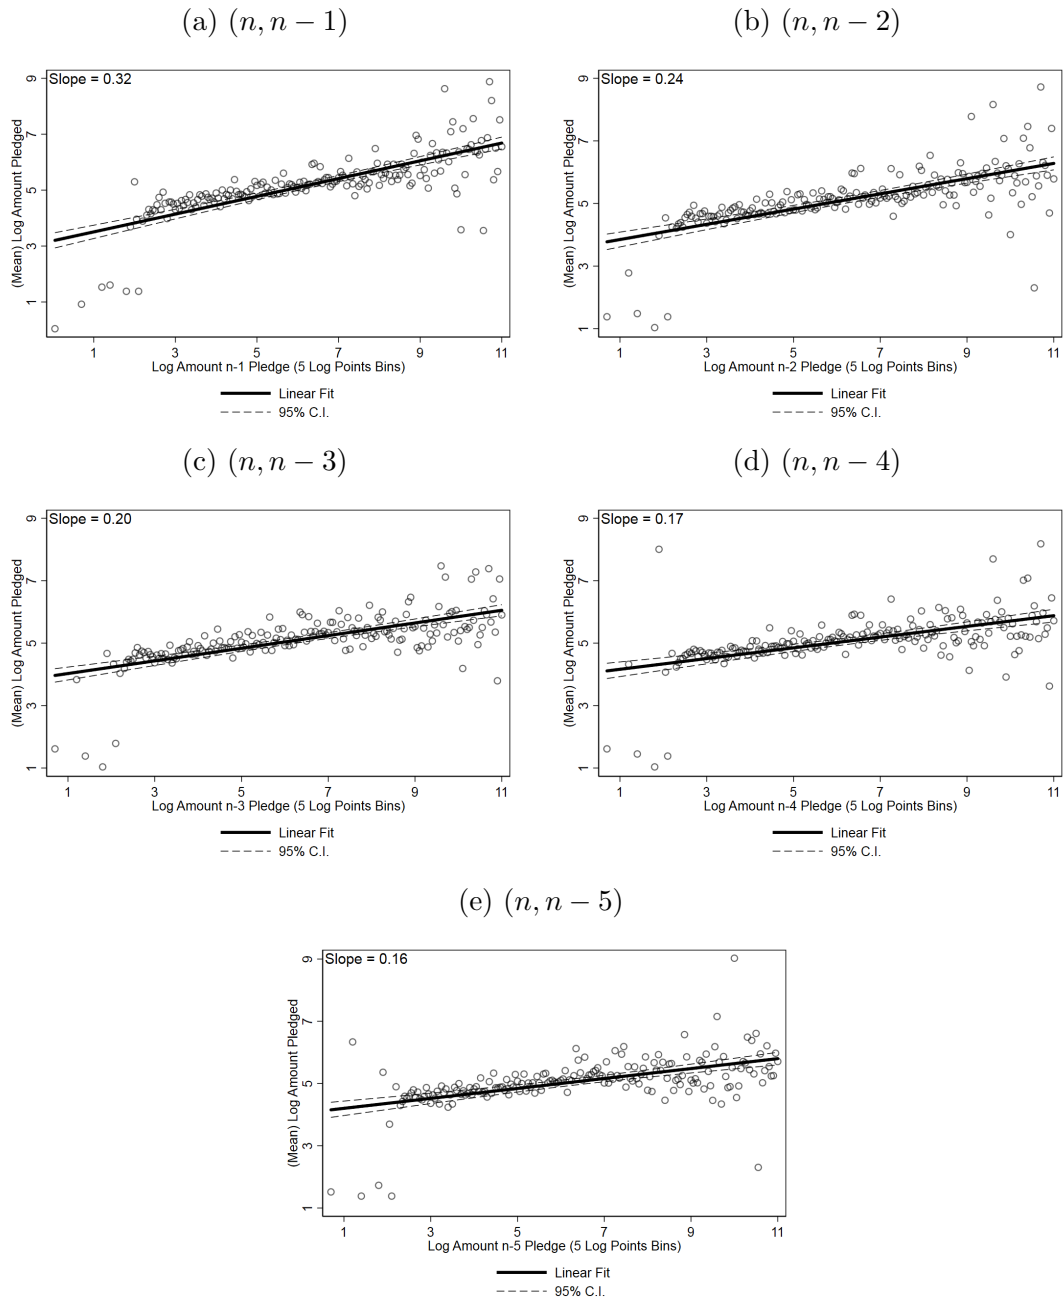 (a) (n, n − 1)
Slope = 0.32
(Mean) Log Amount Pledged
9
7
5
3
1
1 3 5 7 9 11
Log Amount n-1 Pledge (5 Log Points Bins)
Linear Fit
95% C.I.
(b) (n, n − 2)
Slope = 0.24
(Mean) Log Amount Pledged
9
7
5
3
1
1 3 5 7 9 11
Log Amount n-2 Pledge (5 Log Points Bins)
Linear Fit
95% C.I.
(c) (n, n − 3)
Slope = 0.20
(Mean) Log Amount Pledged
9
7
5
3
1
1 3 5 7 9 11
Log Amount n-3 Pledge (5 Log Points Bins)
Linear Fit
95% C.I.
(d) (n, n − 4)
Slope = 0.17
(Mean) Log Amount Pledged
9
7
5
3
1
1 3 5 7 9 11
Log Amount n-4 Pledge (5 Log Points Bins)
Linear Fit
95% C.I.
(e) (n, n − 5)
Slope = 0.16
(Mean) Log Amount Pledged
9
7
5
3
1
1 3 5 7 9 11
Log Amount n-5 Pledge (5 Log Points Bins)
Linear Fit
95% C.I.